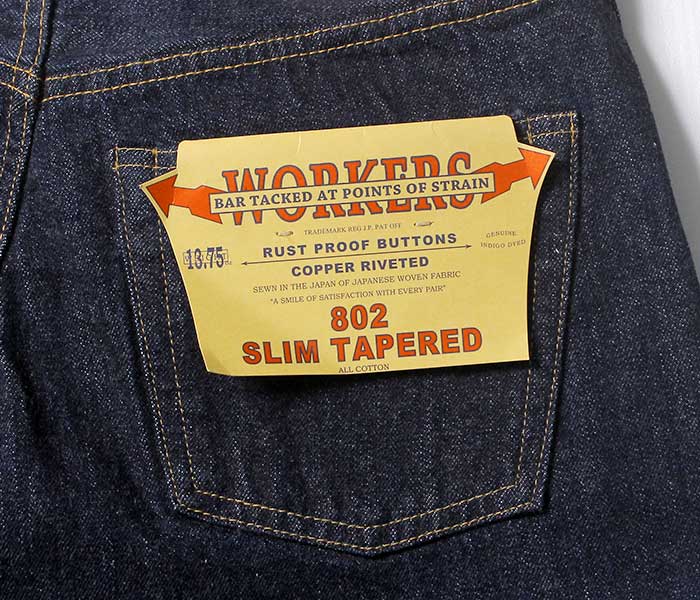 WORKERS
BAR TACKED AT POINTS OF STRAIN
TRADEMARK REG J.P. PAT OFF
RUST PROOF BUTTONS
GENUINE
INDIGO DYED
13.75
COPPER RIVETED
SEWN IN THE JAPAN OF JAPANESE WOVEN FABRIC
"A SMILE OF SATISFACTION WITH EVERY PAIR"
802
SLIM TAPERED
ALL COTTON